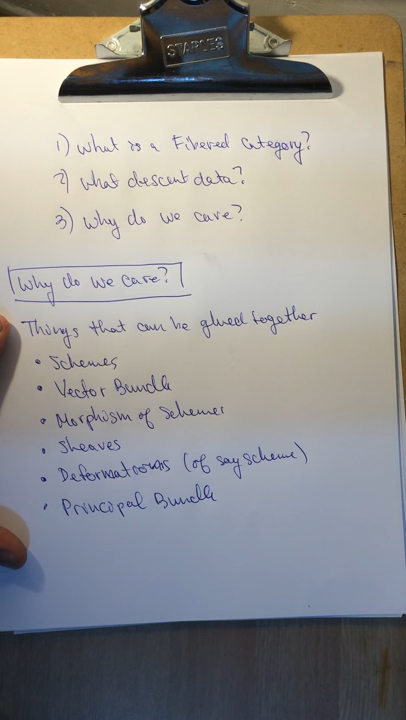 STAPLES
1) What is a Fibered Category?
2) What descent data?
3) Why do we care?
Why do we care?
Things that can be glued together
• Schemes
• Vector Bundle
• Morphism of Schemes
• Sheaves
• Deformations (of say scheme)
• Principal Bundle